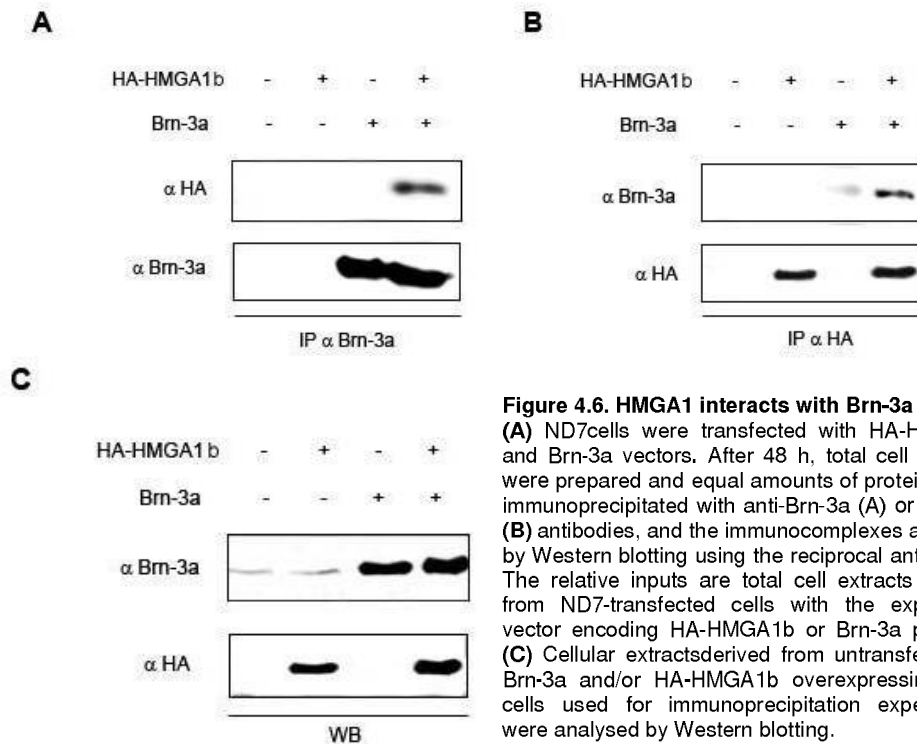 A
HA-HMGA1b - + - +
Brn-3a - - + +
α HA
α Brn-3a
IP α Brn-3a
B
HA-HMGA1b - + - +
Brn-3a - - + +
α Brn-3a
α HA
IP α HA
C
HA-HMGA1b - + - +
Brn-3a - - + +
α Brn-3a
α HA
WB
Figure 4.6. HMGA1 interacts with Brn-3a
(A) ND7cells were transfected with HA-H
and Brn-3a vectors. After 48 h, total cell
were prepared and equal amounts of protein
immunoprecipitated with anti-Brn-3a (A) or
(B) antibodies, and the immunocomplexes a
by Western blotting using the reciprocal ant
The relative inputs are total cell extracts
from ND7-transfected cells with the exp
vector encoding HA-HMGA1b or Brn-3a p
(C) Cellular extractsderived from untransfe
Brn-3a and/or HA-HMGA1b overexpressin
cells used for immunoprecipitation expe
were analysed by Western blotting.